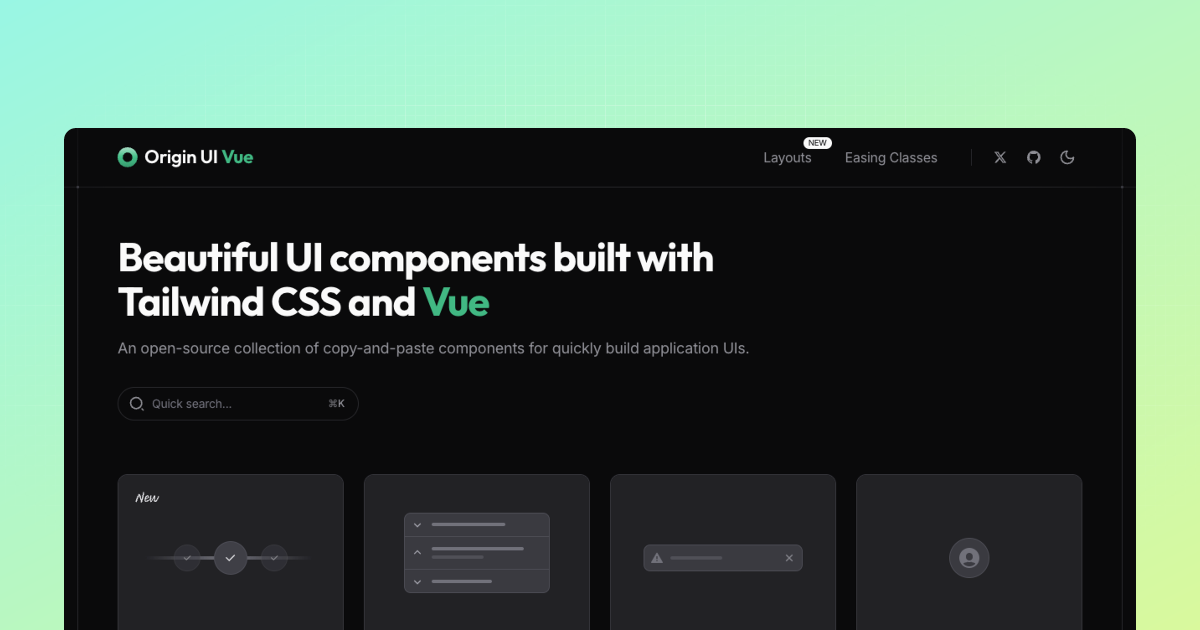 Origin UI Vue
Layouts
NEW
Easing Classes
Beautiful UI components built with
Tailwind CSS and Vue
An open-source collection of copy-and-paste components for quickly build application UIs.
Quick search...
⌘K
New